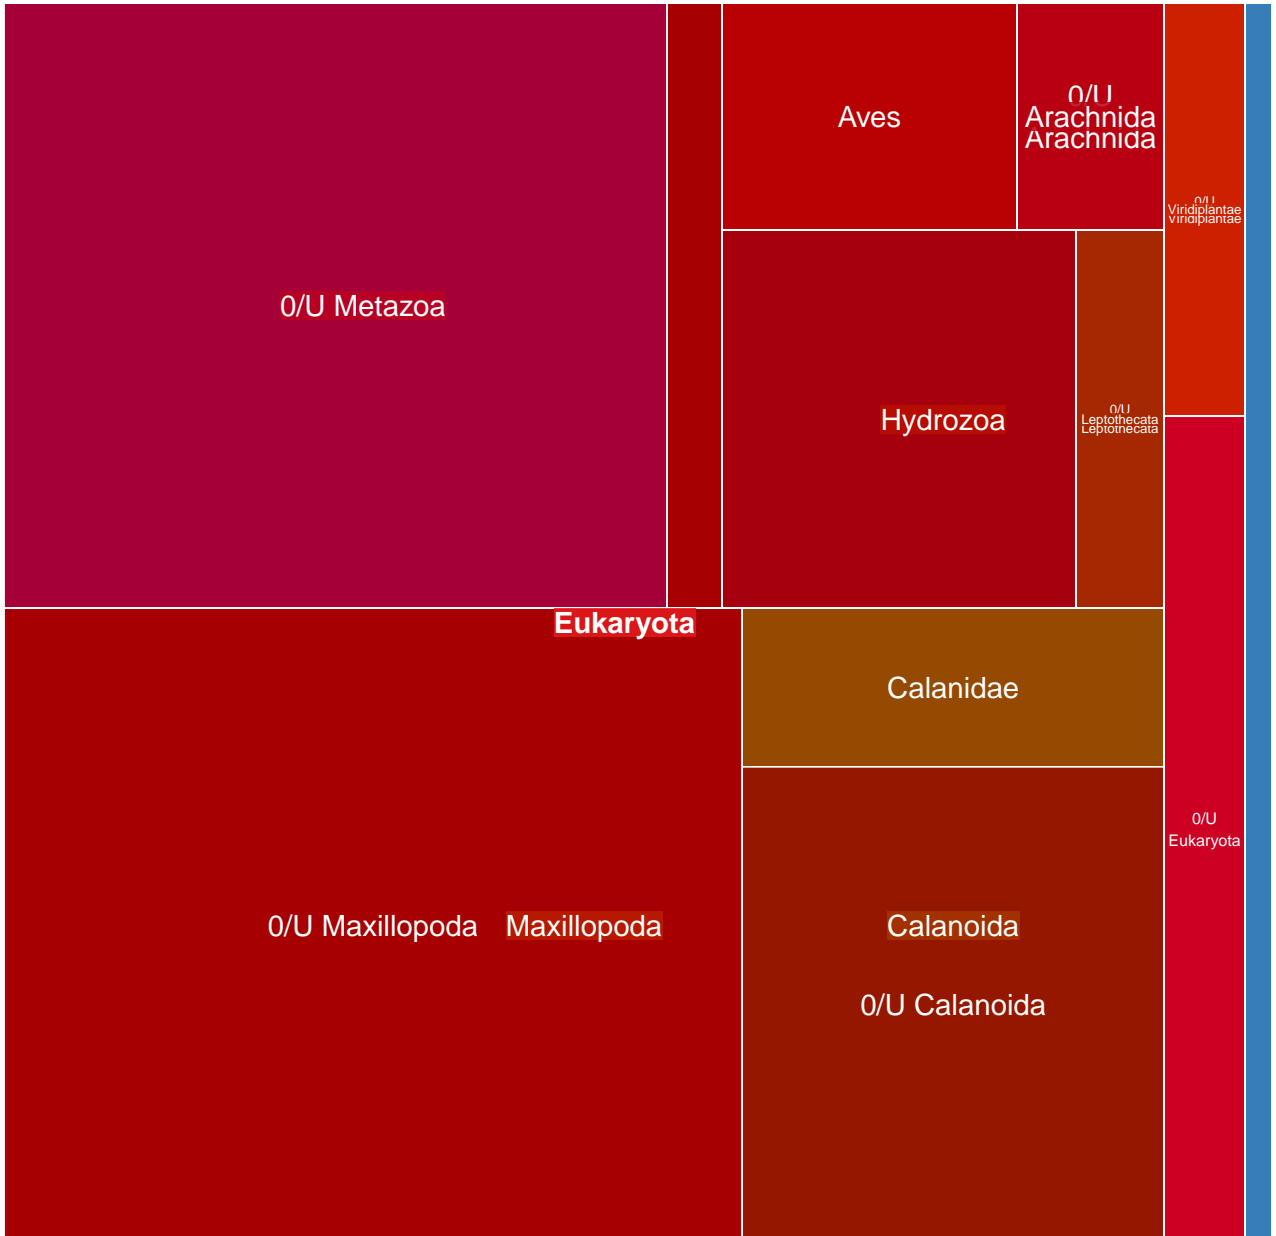 0/U
Arachnida
Arachnida
Aves
0/U
Viridiplantae
Viridiplantae
0/U Metazoa
Hydrozoa
0/U
Leptothecata
Leptothecata
Eukaryota
Calanidae
0/U
Eukaryota
0/U Maxillopoda
Maxillopoda
Calanoida
0/U Calanoida